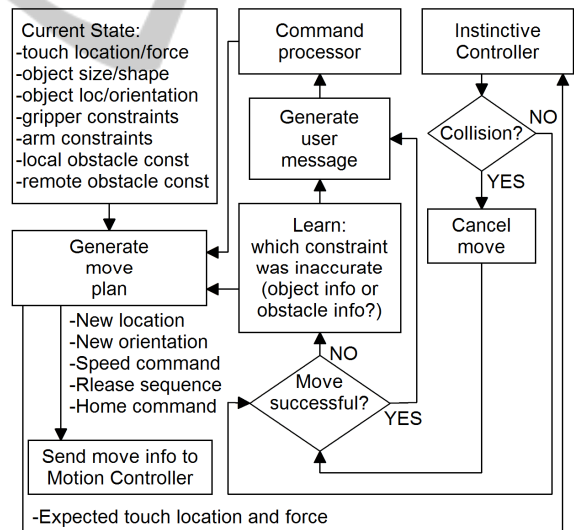 Current State:
-touch location/force
-object size/shape
-object loc/orientation
-gripper constraints
-arm constraints
-local obstacle const
-remote obstacle const
Command
processor
Instinctive
Controller
Generate
user
message
Collision?
NO
YES
Cancel
move
Generate
move
plan
Learn:
which constraint
was inaccurate
(object info or
obstacle info?)
-New location
-New orientation
-Speed command
-Rlease sequence
-Home command
NO
Move
successful?
YES
Send move info to
Motion Controller
-Expected touch location and force